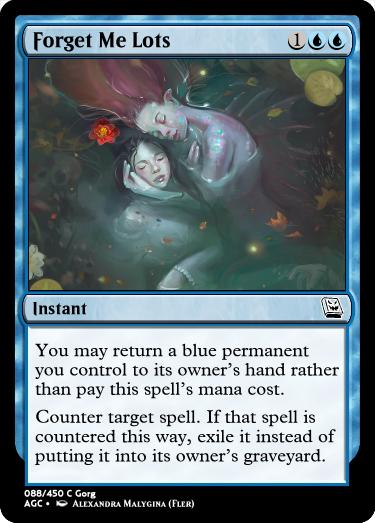 Forget Me Lots 1
Instant
You may return a blue permanent
you control to its owner's hand rather
than pay this spell's mana cost.
Counter target spell. If that spell is
countered this way, exile it instead of
putting it into its owner's graveyard.
088/450 C Gorg
AGC • Alexandra Malygina (Fler)